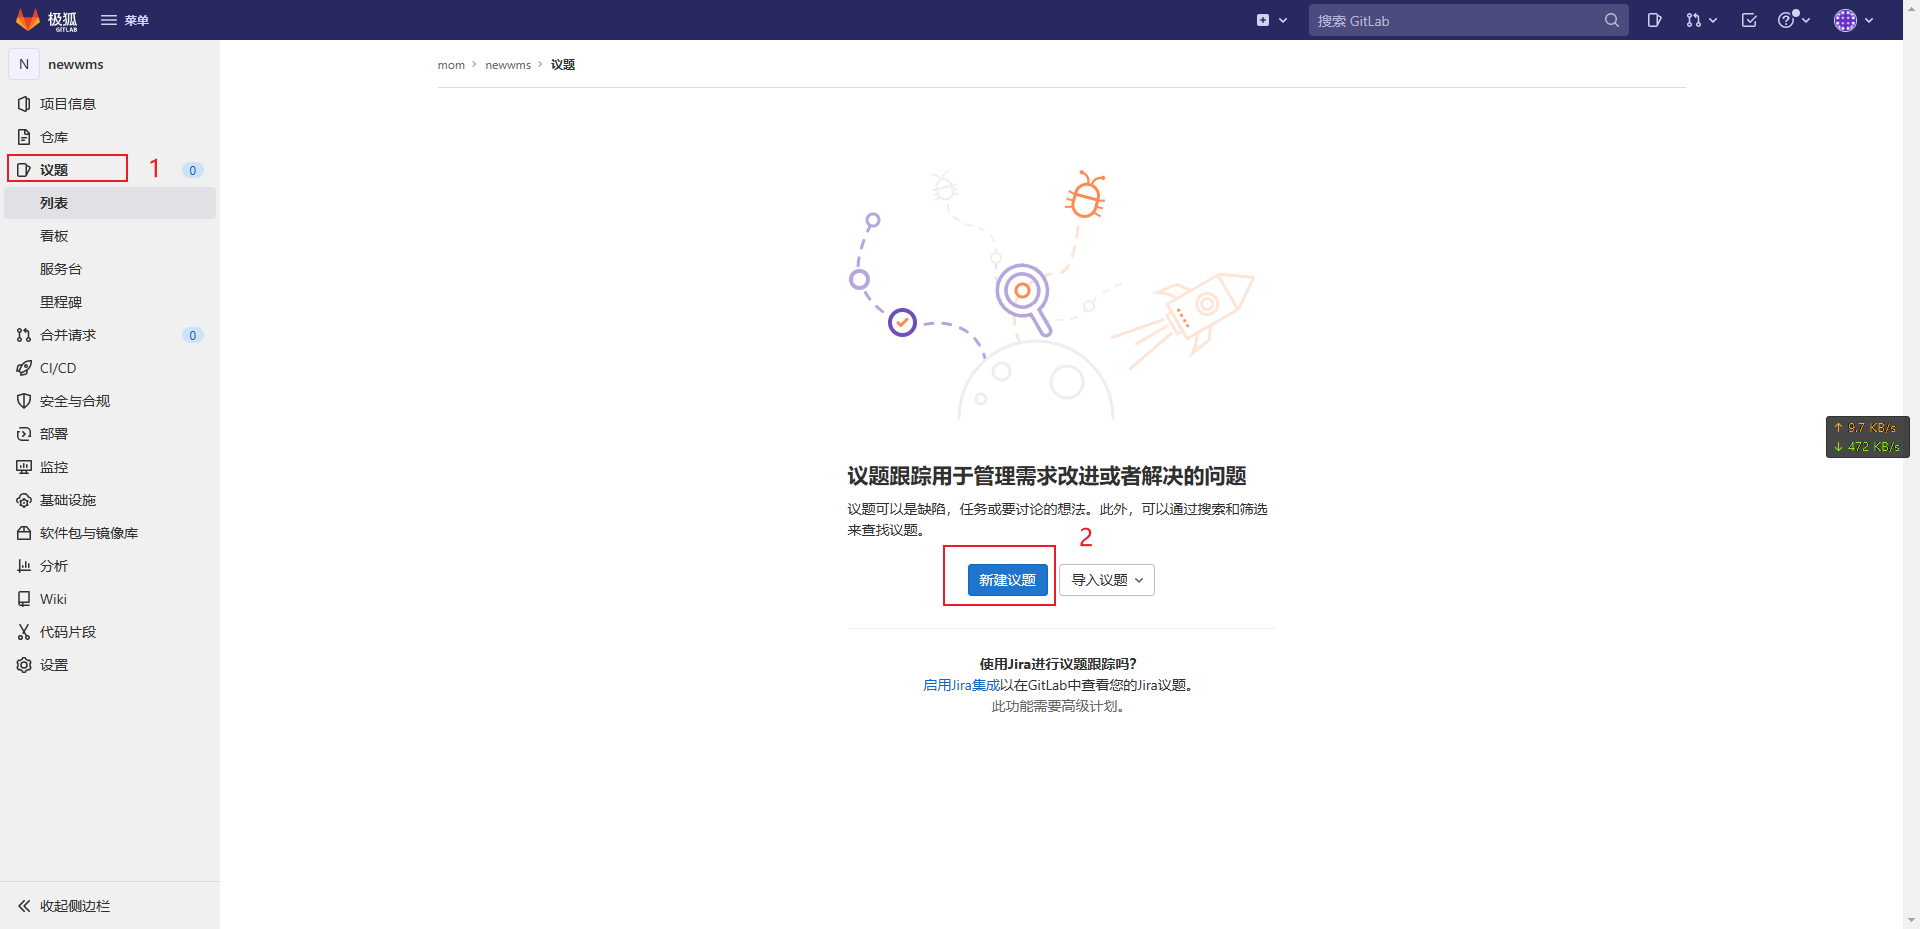 极狐
GITLAB
菜单
搜索 GitLab
N newwms
项目信息
仓库
议题 1 0
列表
看板
服务台
里程碑
合并请求 0
CI/CD
安全与合规
部署
监控
基础设施
软件包与镜像库
分析
Wiki
代码片段
设置
收起侧边栏
mom › newwms › 议题
议题跟踪用于管理需求改进或者解决的问题
议题可以是缺陷，任务或要讨论的想法。此外，可以通过搜索和筛选
来查找议题。
2
新建议题 导入议题
使用Jira进行议题跟踪吗?
启用Jira集成以在GitLab中查看您的Jira议题。
此功能需要高级计划。
↑ 9.7 KB/s
↓ 472 KB/s